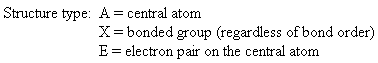 Structure type: A = central atom
X = bonded group (regardless of bond order)
E = electron pair on the central atom